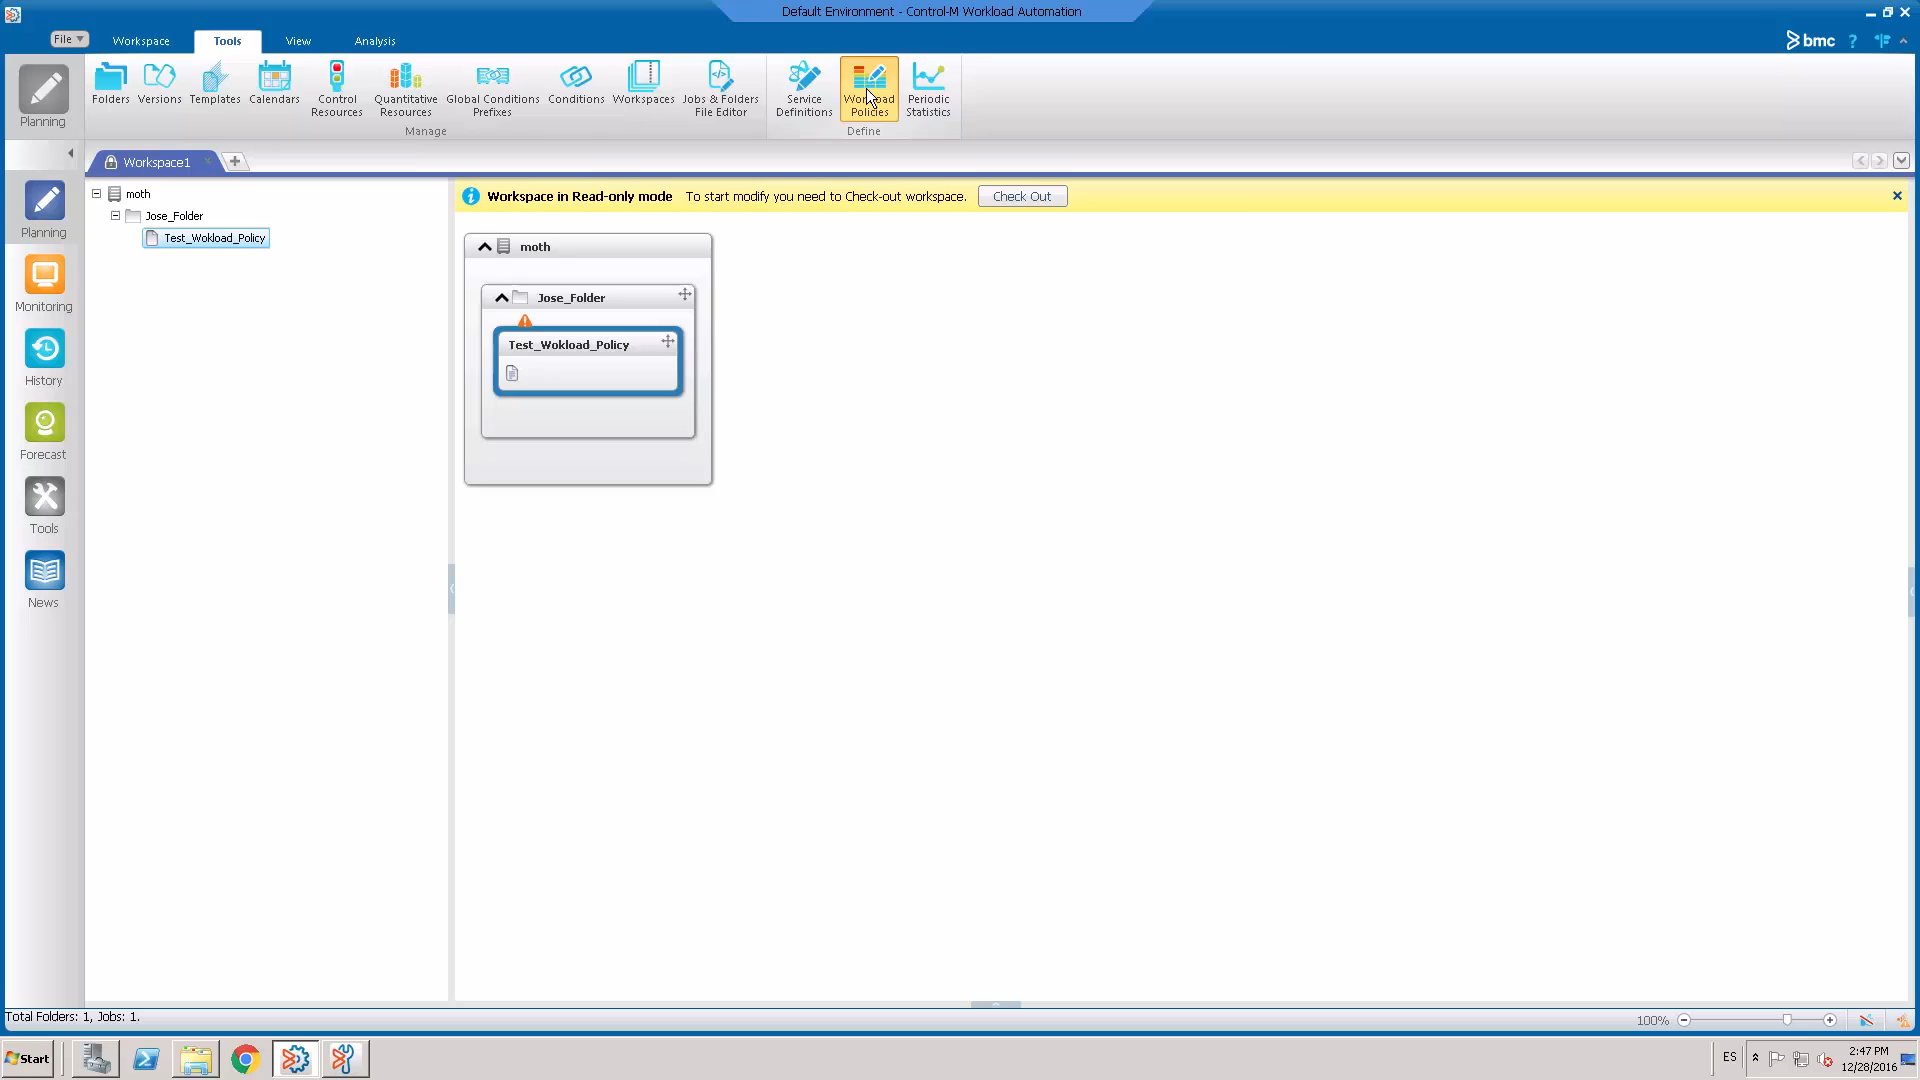 Default Environment - Control-M Workload Automation
File Workspace Tools View Analysis
bmc ?
Planning
Folders Versions Templates Calendars Control Resources Quantitative Resources Global Conditions Prefixes Conditions Workspaces Jobs & Folders File Editor Service Definitions Workload Policies Periodic Statistics
Manage Define
Workspace1
moth
Jose_Folder
Test_Wokload_Policy
Workspace in Read-only mode To start modify you need to Check-out workspace. Check Out
moth
Jose_Folder
Test_Wokload_Policy
Planning
Monitoring
History
Forecast
Tools
News
Total Folders: 1, Jobs: 1.
100%
Start
ES
2:47 PM
12/28/2016